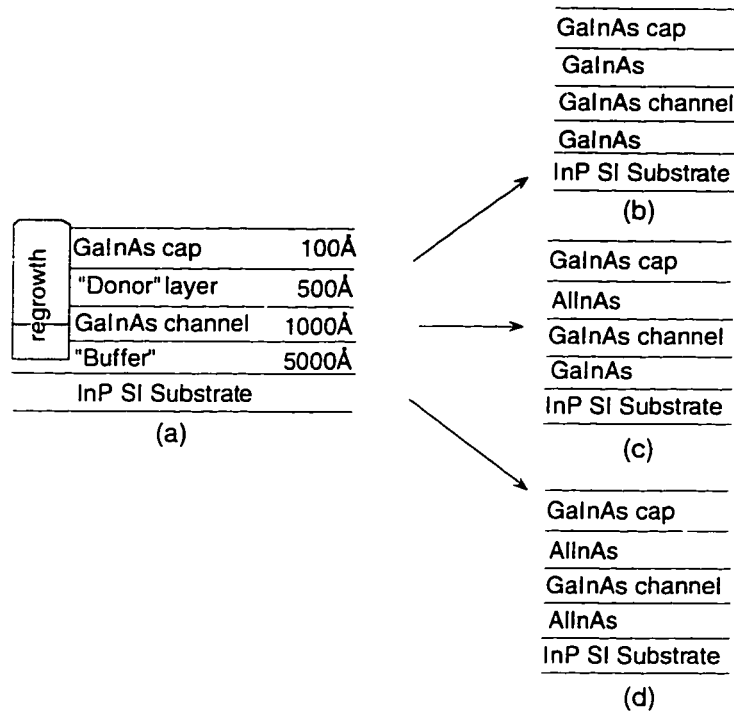 regrowth
GaInAs cap 100Å
"Donor" layer 500Å
GaInAs channel 1000Å
"Buffer" 5000Å
InP SI Substrate
(a)
GaInAs cap
GaInAs
GaInAs channel
GaInAs
InP SI Substrate
(b)
GaInAs cap
AlInAs
GaInAs channel
GaInAs
InP SI Substrate
(c)
GaInAs cap
AlInAs
GaInAs channel
AlInAs
InP SI Substrate
(d)